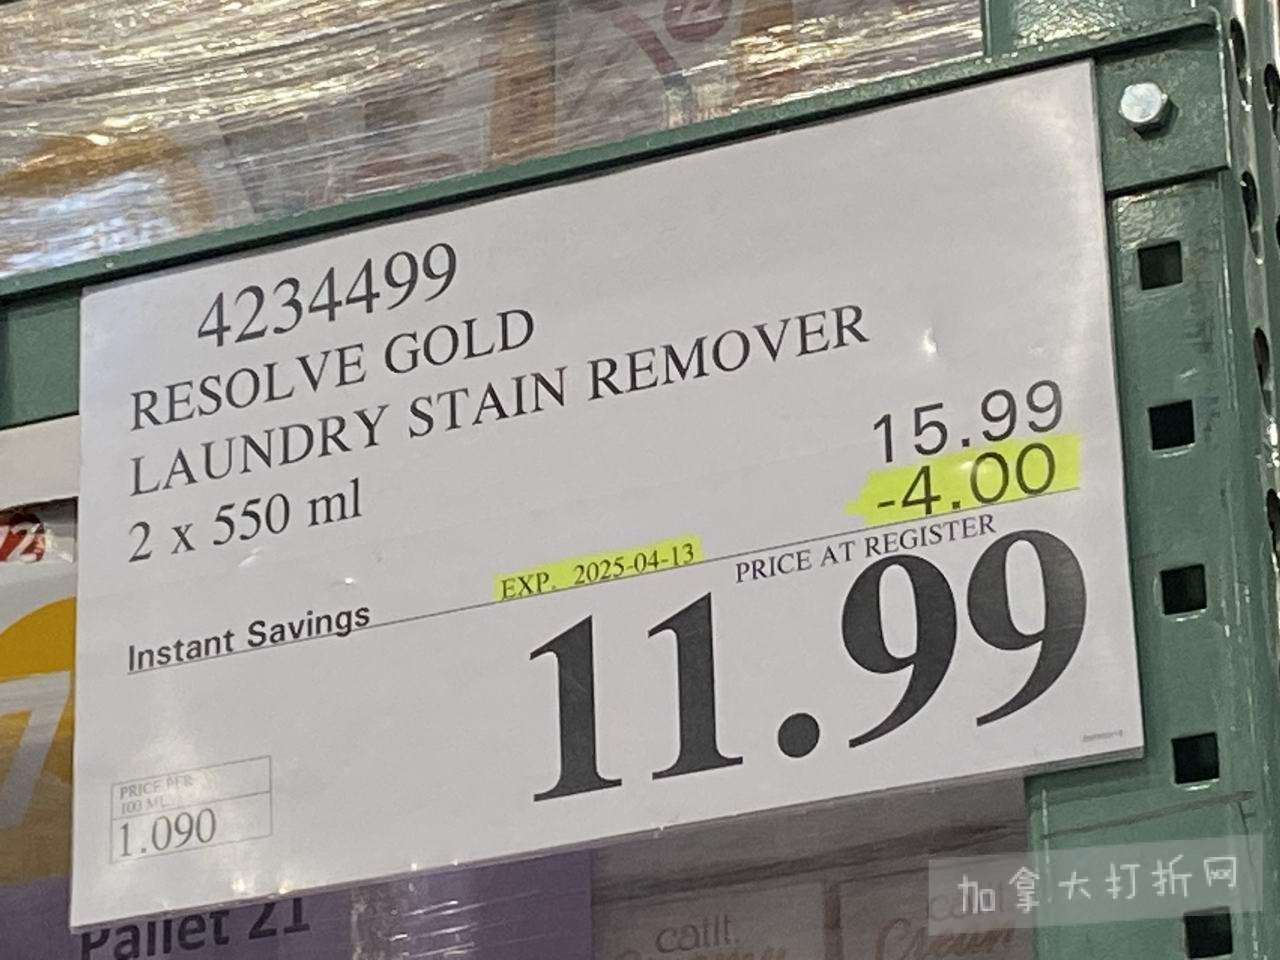 4234499
RESOLVE GOLD
LAUNDRY STAIN REMOVER
2 x 550 ml
15.99
-4.00
EXP. 2025-04-13
PRICE AT REGISTER
Instant Savings
11.99
PRICE PER
100 ML
1.090
Pallet 21
catit
加拿大打折网